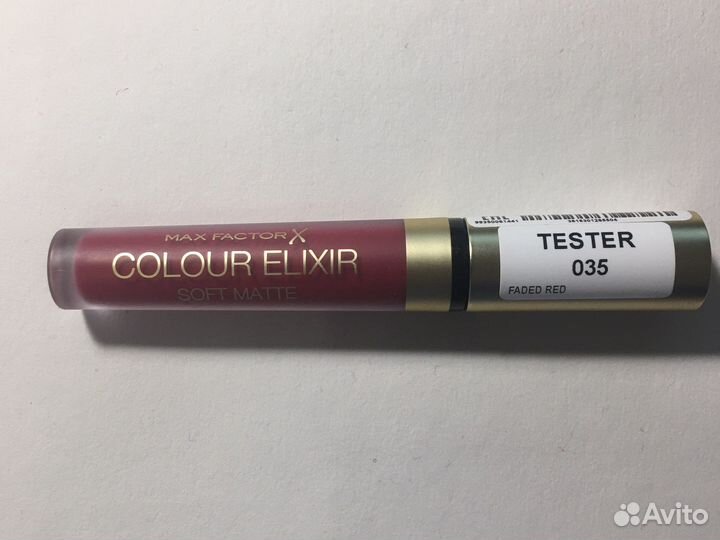 MAX FACTOR X
COLOUR ELIXIR
SOFT MATTE
TESTER
035
FADED RED
Avito